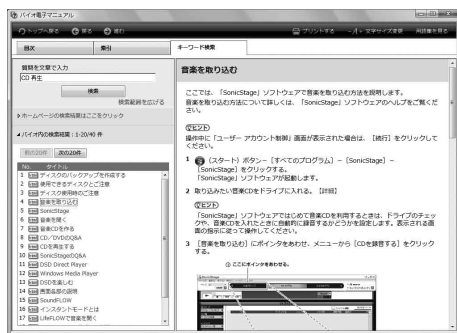 バイオ電子マニュアル
トップへ戻る 戻る 進む プリントする -／+ 文字サイズ変更 用語集を見る
目次 索引 キーワード検索
質問を文章で入力
CD 再生
検索
検索範囲を広げる
ホームページの検索結果はここをクリック
バイオ内の検索結果：1-20/40 件
前の20件 次の20件
No. タイトル
1 ディスクのバックアップを作成する
2 使用できるディスクとご注意
3 ディスク使用時のご注意
4 音楽を取り込む
5 SonicStage
6 音楽を聞く
7 音楽CDを作る
8 CD／DVDのQ&A
9 CDを再生する
10 SonicStageのQ&A
11 DSD Direct Player
12 Windows Media Player
13 DSDを楽しむ
14 画面各部の説明
15 SoundFLOW
16 インスタントモードとは
17 LifeFLOWで音楽を聞く
音楽を取り込む
ここでは、「SonicStage」ソフトウェアで音楽を取り込む方法を説明します。
音楽を取り込む方法について詳しくは、「SonicStage」ソフトウェアのヘルプをご覧くだ
さい。
ヒント
操作中に「ユーザー アカウント制御」画面が表示された場合は、［続行］をクリックして
ください。
1 （スタート）ボタン－［すべてのプログラム］－［SonicStage］－
［SonicStage］をクリックする。
「SonicStage」ソフトウェアが起動します。
2 取り込みたい音楽CDをドライブに入れる。【詳細】
ヒント
「SonicStage」ソフトウェアではじめて音楽CDを利用するときは、ドライブのチェッ
クや、音楽CDを入れたときに自動的に録音するかどうかを設定します。表示される画
面の指示に従って操作してください。
3 ［音楽を取り込む］にポインタをあわせ、メニューから［CDを録音する］をクリック
する。
① ここにポインタをあわせる。